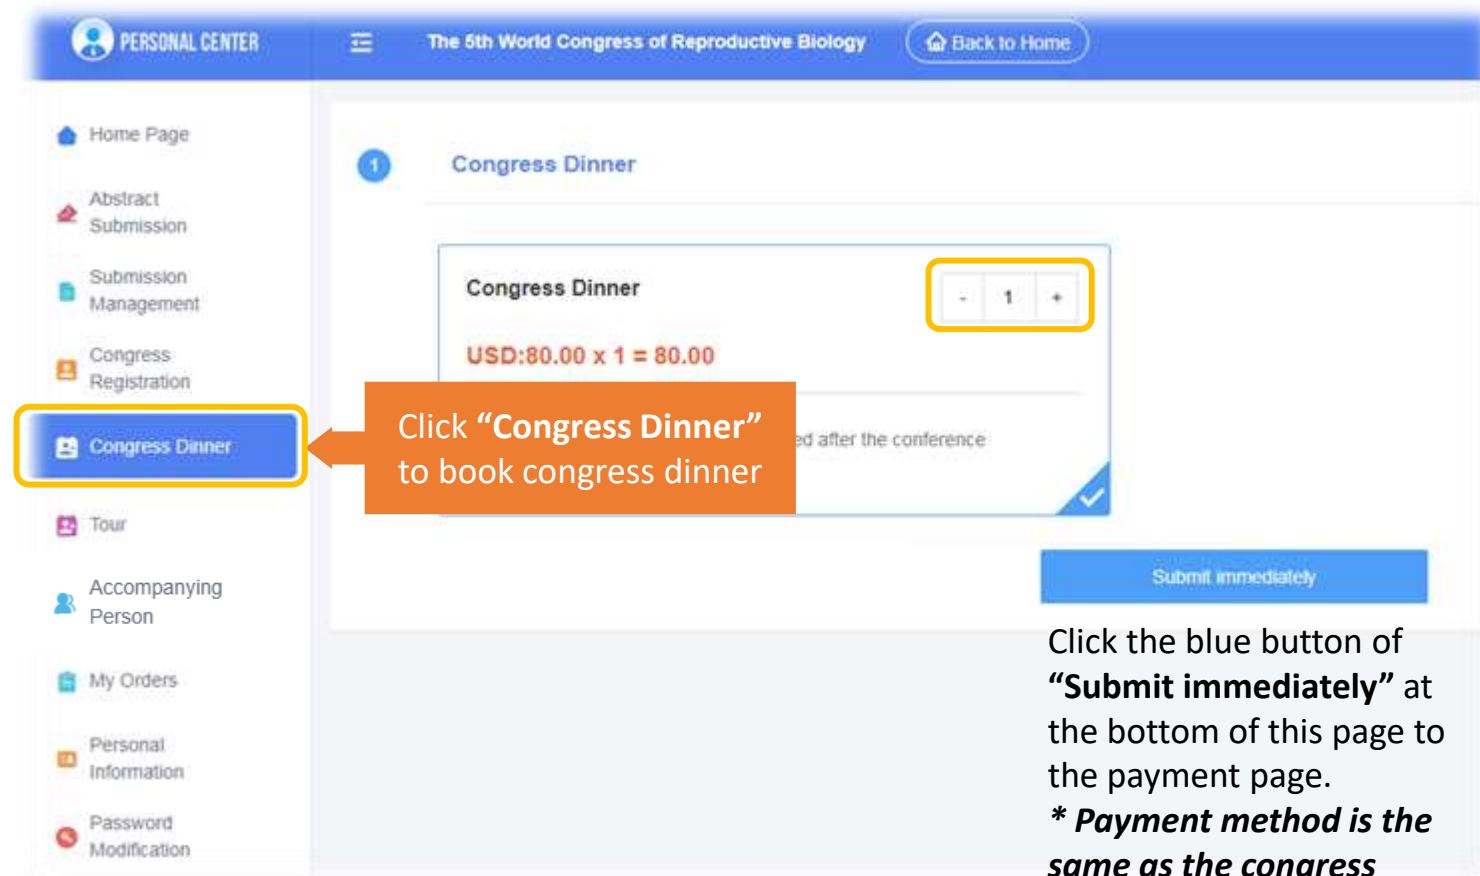 PERSONAL CENTER
The 5th World Congress of Reproductive Biology
Back to Home
Home Page
Abstract
Submission
Submission
Management
Congress
Registration
Congress Dinner
Tour
Accompanying
Person
My Orders
Personal
Information
Password
Modification
1
Congress Dinner
Congress Dinner
- 1 +
USD:80.00 x 1 = 80.00
after the conference
Click “Congress Dinner”
to book congress dinner
Submit immediately
Click the blue button of
“Submit immediately” at
the bottom of this page to
the payment page.
* Payment method is the
same as the congress